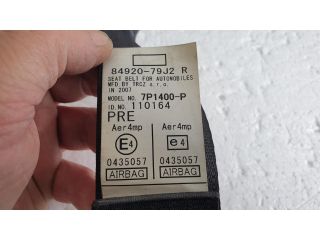 84920-79J2 R
SEAT BELT FOR AUTOMOBILES
MFD BY TRCZ s.r.o.
IN 2007
MODEL NO. 7P1400-P
ID.NO. 110164
PRE
Aer4mp Aer4mp
E4 e4
0435057 0435057
AIRBAG AIRBAG